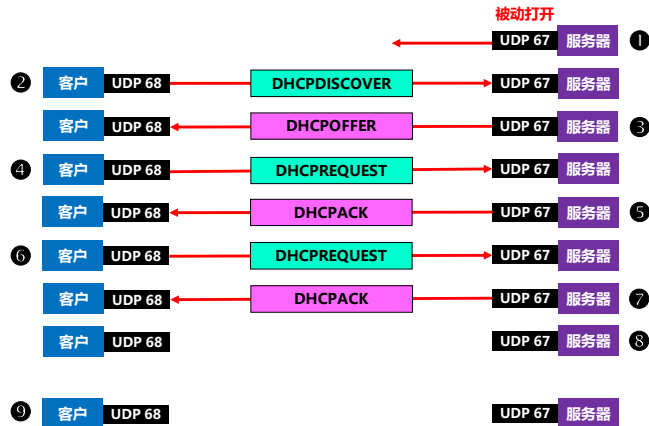 被动打开
UDP 67 服务器 ❶
❷ 客户 UDP 68 DHCPDISCOVER UDP 67 服务器
客户 UDP 68 DHCPOFFER UDP 67 服务器 ❸
❹ 客户 UDP 68 DHCPREQUEST UDP 67 服务器
客户 UDP 68 DHCPACK UDP 67 服务器 ❺
❻ 客户 UDP 68 DHCPREQUEST UDP 67 服务器
客户 UDP 68 DHCPACK UDP 67 服务器 ❼
客户 UDP 68 UDP 67 服务器 ❽
❾ 客户 UDP 68 UDP 67 服务器